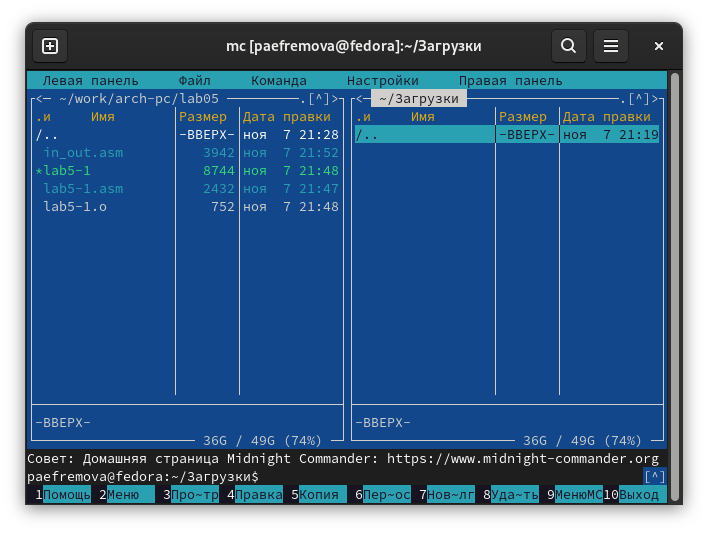 mc [paefremova@fedora]:~/Загрузки
Левая панель Файл Команда Настройки Правая панель
<— ~/work/arch-pc/lab05 .[^]> <— ~/Загрузки .[^]>
.и Имя Размер Дата правки .и Имя Размер Дата правки
/.. -ВВЕРХ- ноя 7 21:28 /.. -ВВЕРХ- ноя 7 21:19
in_out.asm 3942 ноя 7 21:52
*lab5-1 8744 ноя 7 21:48
lab5-1.asm 2432 ноя 7 21:47
lab5-1.o 752 ноя 7 21:48
-ВВЕРХ- -ВВЕРХ-
36G / 49G (74%) 36G / 49G (74%)
Совет: Домашняя страница Midnight Commander: https://www.midnight-commander.org
paefremova@fedora:~/Загрузки$ [^]
1Помощь 2Меню 3Про~тр 4Правка 5Копия 6Пер~ос 7Нов~лг 8Уда~ть 9МенюMC 10Выход